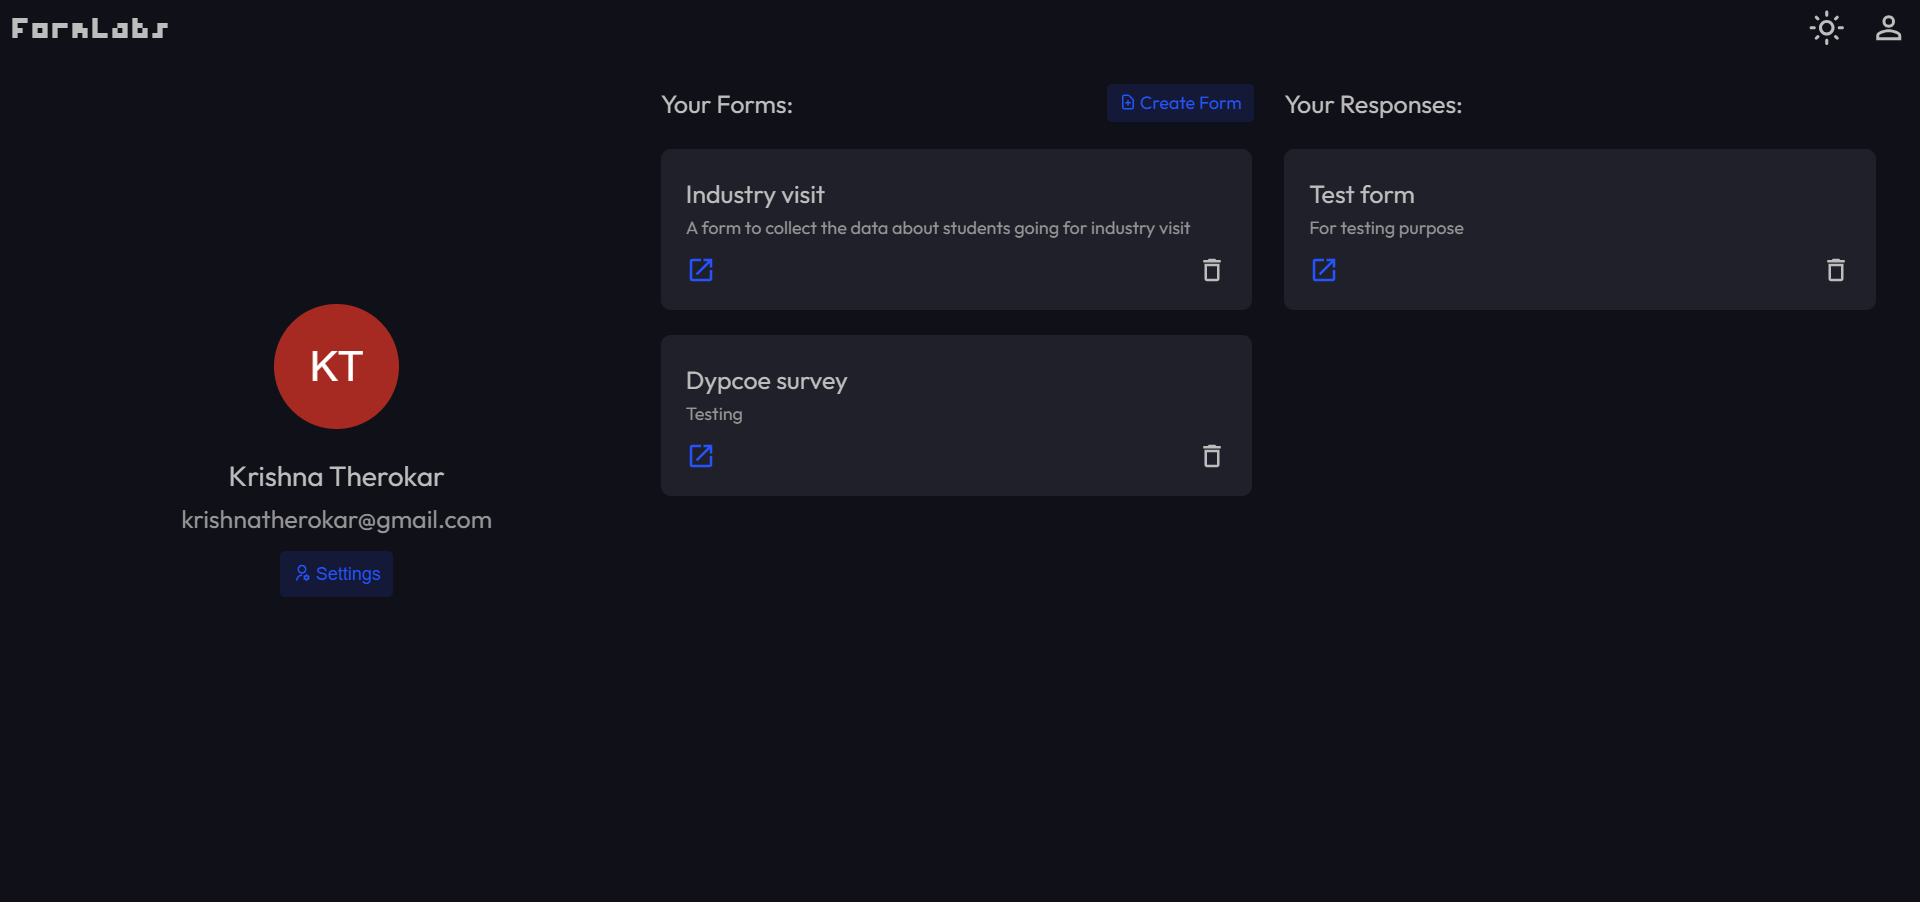 FormLabs
KT
Krishna Therokar
krishnatherokar@gmail.com
Settings
Your Forms:
Create Form
Industry visit
A form to collect the data about students going for industry visit
Dypcoe survey
Testing
Your Responses:
Test form
For testing purpose